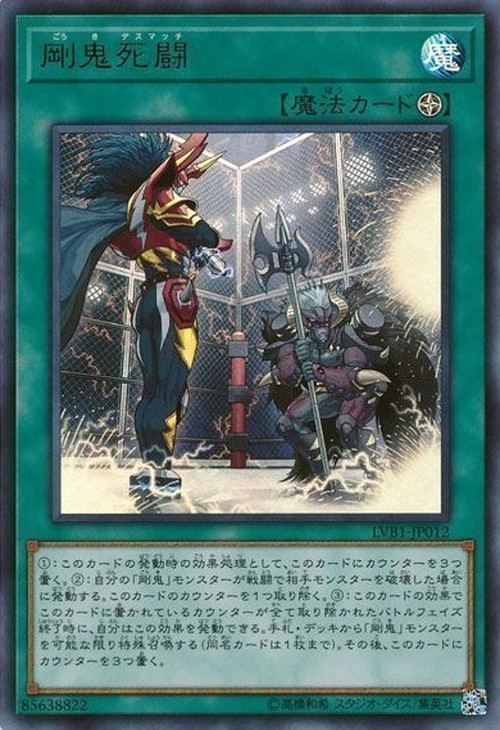 剛鬼死闘
ごう き デスマッチ
魔
【魔法カード】
LVB1-JP012
①:このカードの発動時の効果処理として、このカードにカウンターを3つ
置く。②:自分の「剛鬼」モンスターが戦闘で相手モンスターを破壊した場合
に発動する。このカードのカウンターを1つ取り除く。③:このカードの効果で
このカードに置かれているカウンターが全て取り除かれたバトルフェイズ
終了時に、自分はこの効果を発動できる。手札・デッキから「剛鬼」モンスター
を可能な限り特殊召喚する(同名カードは1枚まで)。その後、このカードに
カウンターを3つ置く。
85638822
©高橋和希 スタジオ・ダイス/集英社